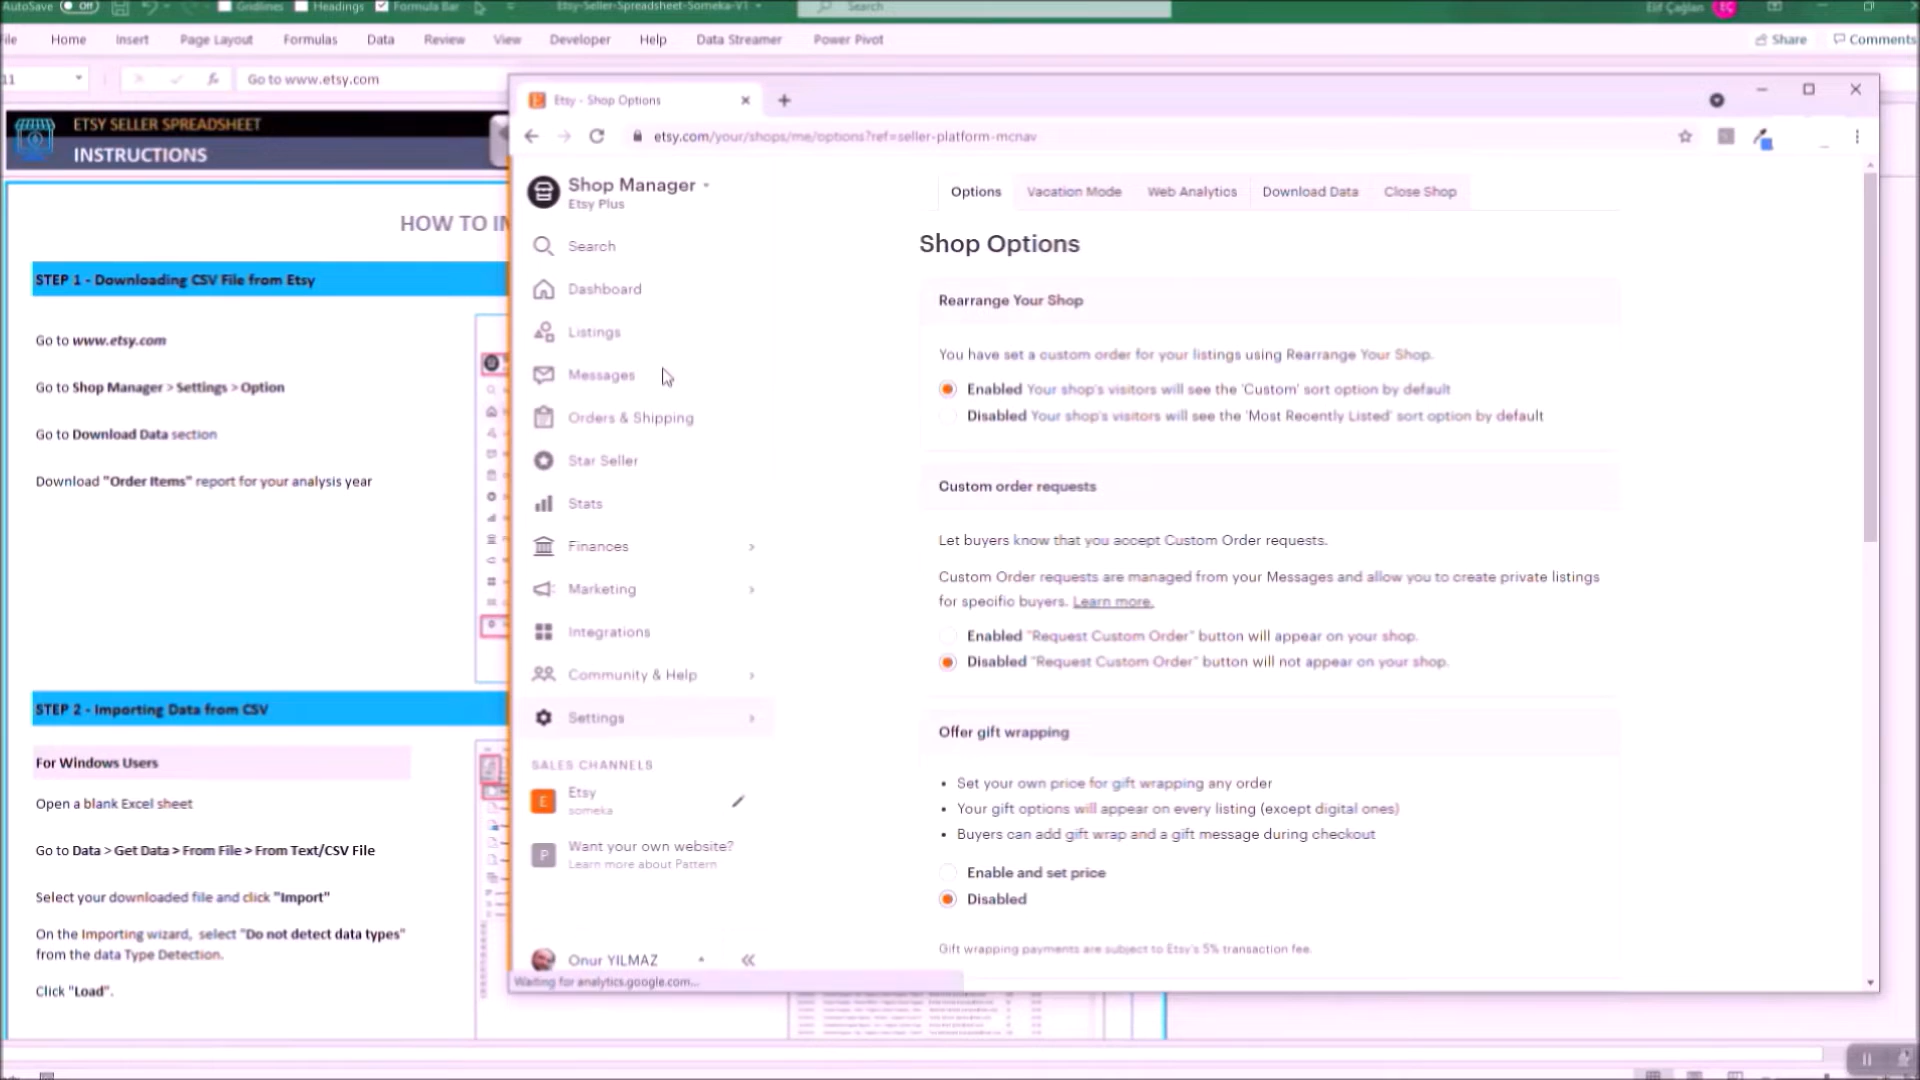 AutoSave Off
Gridlines
Headings
Formula Bar
Etsy-Seller-Spreadsheet-Someka-V1
Search
Elif Çağlan
EÇ
File
Home
Insert
Page Layout
Formulas
Data
Review
View
Developer
Help
Data Streamer
Power Pivot
Share
Comments
11
fx
Go to www.etsy.com
ETSY SELLER SPREADSHEET
INSTRUCTIONS
HOW TO IN
STEP 1 - Downloading CSV File from Etsy
Go to www.etsy.com
Go to Shop Manager > Settings > Option
Go to Download Data section
Download "Order Items" report for your analysis year
STEP 2 - Importing Data from CSV
For Windows Users
Open a blank Excel sheet
Go to Data > Get Data > From File > From Text/CSV File
Select your downloaded file and click "Import"
On the Importing wizard, select "Do not detect data types"
from the data Type Detection.
Click "Load".
Etsy - Shop Options
etsy.com/your/shops/me/options?ref=seller-platform-mcnav
Shop Manager
Etsy Plus
Search
Dashboard
Listings
Messages
Orders & Shipping
Star Seller
Stats
Finances
Marketing
Integrations
Community & Help
Settings
SALES CHANNELS
E
Etsy
someka
P
Want your own website?
Learn more about Pattern
Onur YILMAZ
Waiting for analytics.google.com...
Options
Vacation Mode
Web Analytics
Download Data
Close Shop
Shop Options
Rearrange Your Shop
You have set a custom order for your listings using Rearrange Your Shop.
Enabled Your shop's visitors will see the 'Custom' sort option by default
Disabled Your shop's visitors will see the 'Most Recently Listed' sort option by default
Custom order requests
Let buyers know that you accept Custom Order requests.
Custom Order requests are managed from your Messages and allow you to create private listings
for specific buyers. Learn more.
Enabled "Request Custom Order" button will appear on your shop.
Disabled "Request Custom Order" button will not appear on your shop.
Offer gift wrapping
• Set your own price for gift wrapping any order
• Your gift options will appear on every listing (except digital ones)
• Buyers can add gift wrap and a gift message during checkout
Enable and set price
Disabled
Gift wrapping payments are subject to Etsy's 5% transaction fee.